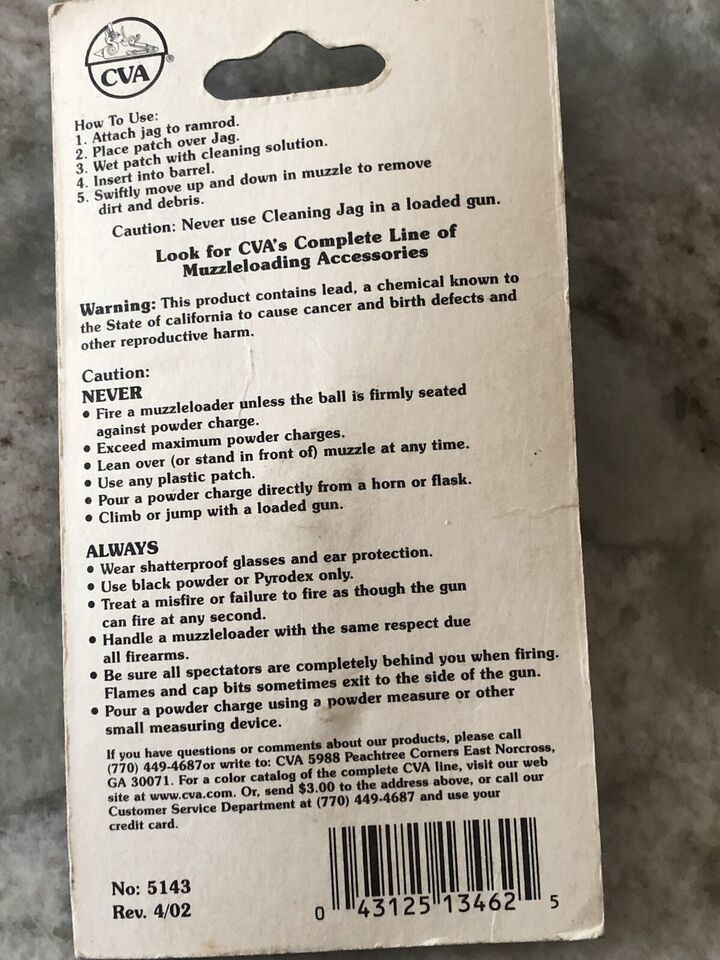 CVA®
How To Use:
1. Attach jag to ramrod.
2. Place patch over Jag.
3. Wet patch with cleaning solution.
4. Insert into barrel.
5. Swiftly move up and down in muzzle to remove
dirt and debris.
Caution: Never use Cleaning Jag in a loaded gun.
Look for CVA's Complete Line of
Muzzleloading Accessories
Warning: This product contains lead, a chemical known to
the State of california to cause cancer and birth defects and
other reproductive harm.
Caution:
NEVER
• Fire a muzzleloader unless the ball is firmly seated
against powder charge.
• Exceed maximum powder charges.
• Lean over (or stand in front of) muzzle at any time.
• Use any plastic patch.
• Pour a powder charge directly from a horn or flask.
• Climb or jump with a loaded gun.
ALWAYS
• Wear shatterproof glasses and ear protection.
• Use black powder or Pyrodex only.
• Treat a misfire or failure to fire as though the gun
can fire at any second.
• Handle a muzzleloader with the same respect due
all firearms.
• Be sure all spectators are completely behind you when firing.
Flames and cap bits sometimes exit to the side of the gun.
• Pour a powder charge using a powder measure or other
small measuring device.
If you have questions or comments about our products, please call
(770) 449-4687or write to: CVA 5988 Peachtree Corners East Norcross,
GA 30071. For a color catalog of the complete CVA line, visit our web
site at www.cva.com. Or, send $3.00 to the address above, or call our
Customer Service Department at (770) 449-4687 and use your
credit card.
No: 5143
Rev. 4/02
0 43125 13462 5